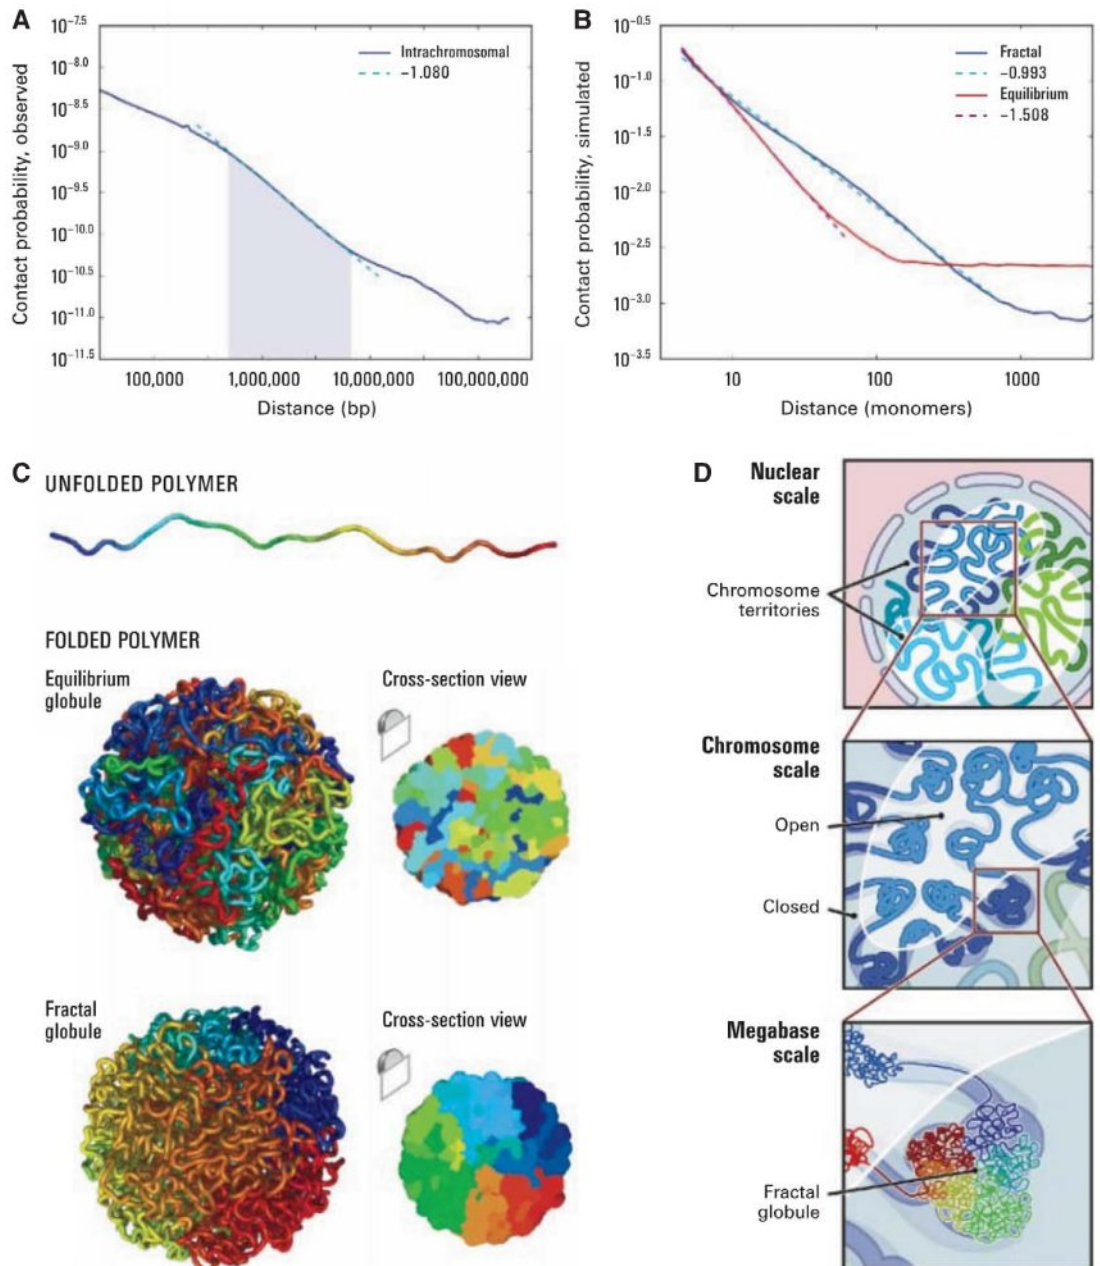 A
10^-7.5
10^-8.0
10^-8.5
10^-9.0
10^-9.5
10^-10.0
10^-10.5
10^-11.0
10^-11.5
Contact probability, observed
Intrachromosomal
−1.080
100,000
1,000,000
10,000,000
100,000,000
Distance (bp)
B
10^-0.5
10^-1.0
10^-1.5
10^-2.0
10^-2.5
10^-3.0
10^-3.5
Contact probability, simulated
Fractal
−0.993
Equilibrium
−1.508
10
100
1000
Distance (monomers)
C
UNFOLDED POLYMER
FOLDED POLYMER
Equilibrium
globule
Cross-section view
Fractal
globule
Cross-section view
D
Nuclear
scale
Chromosome
territories
Chromosome
scale
Open
Closed
Megabase
scale
Fractal
globule